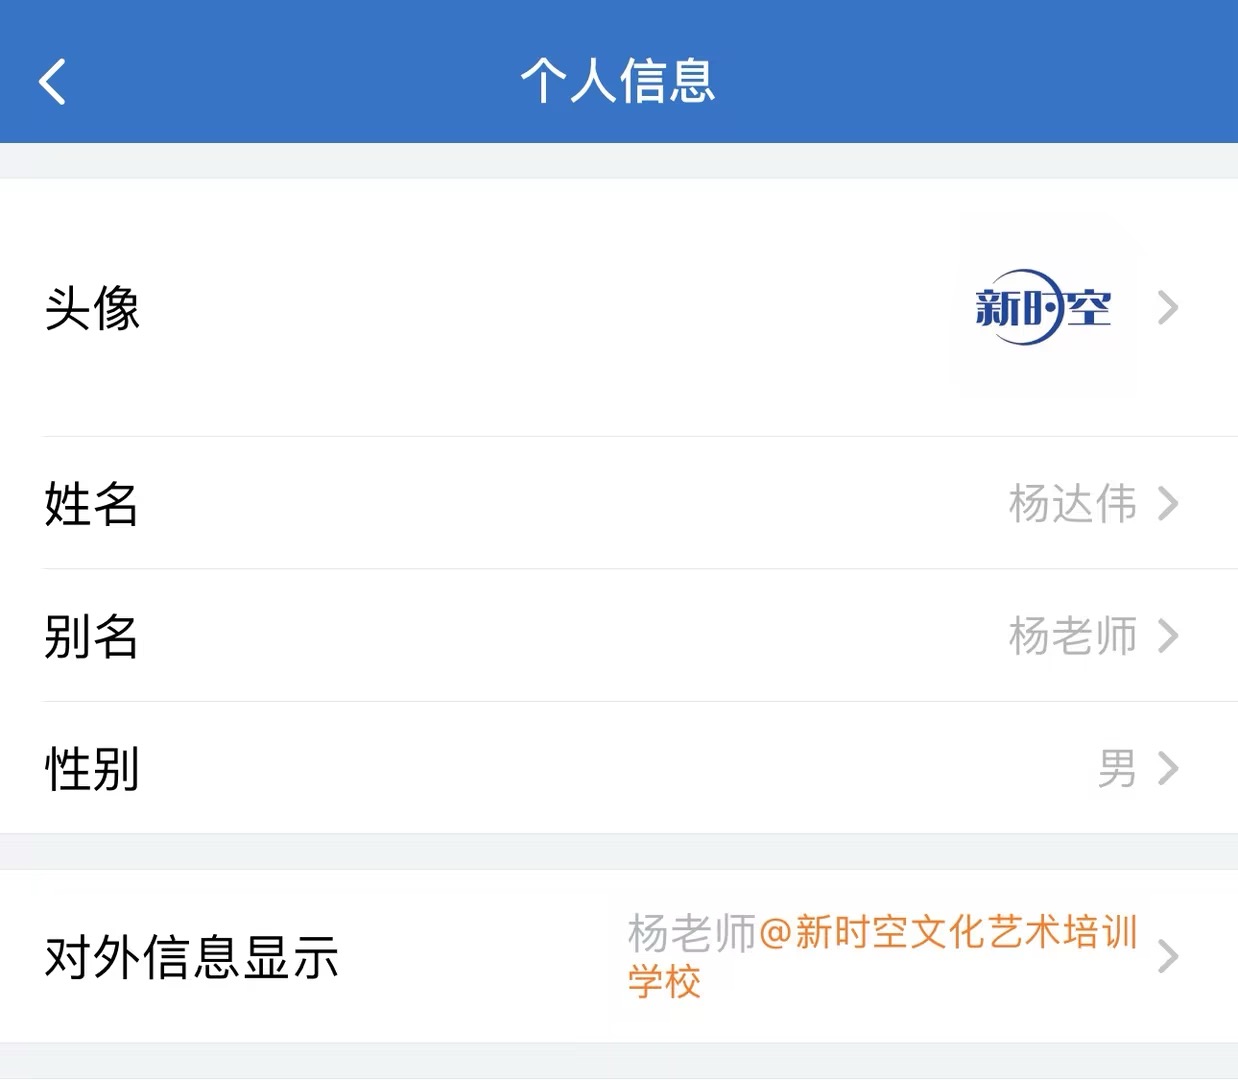 个人信息
头像
新时空
姓名 杨达伟
别名 杨老师
性别 男
对外信息显示 杨老师@新时空文化艺术培训
学校